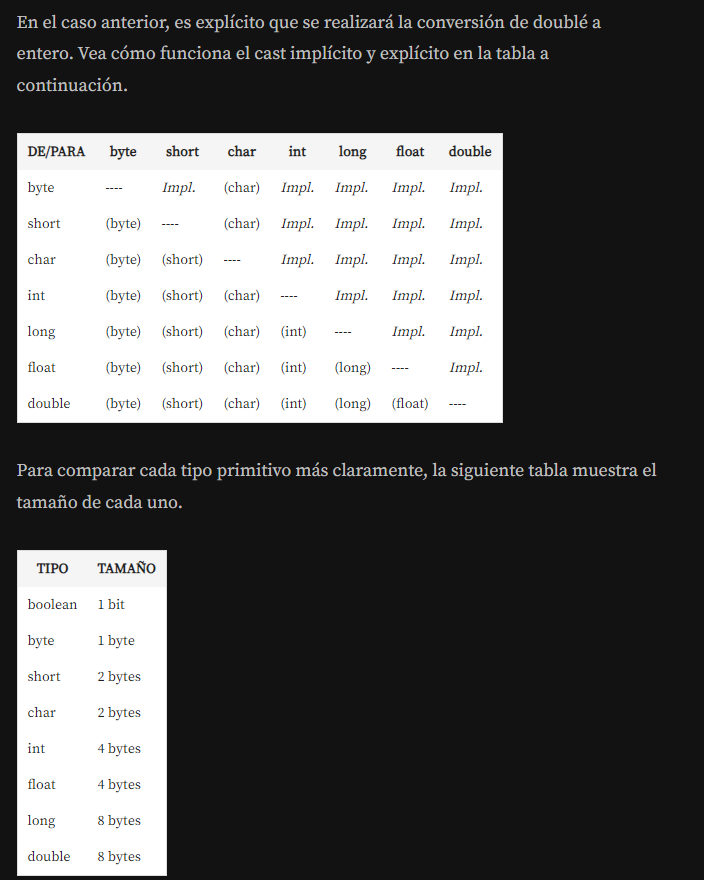 En el caso anterior, es explícito que se realizará la conversión de doublé a
entero. Vea cómo funciona el cast implícito y explícito en la tabla a
continuación.
DE/PARA byte short char int long float double
byte ---- Impl. (char) Impl. Impl. Impl. Impl.
short (byte) ---- (char) Impl. Impl. Impl. Impl.
char (byte) (short) ---- Impl. Impl. Impl. Impl.
int (byte) (short) (char) ---- Impl. Impl. Impl.
long (byte) (short) (char) (int) ---- Impl. Impl.
float (byte) (short) (char) (int) (long) ---- Impl.
double (byte) (short) (char) (int) (long) (float) ----
Para comparar cada tipo primitivo más claramente, la siguiente tabla muestra el
tamaño de cada uno.
TIPO TAMAÑO
boolean 1 bit
byte 1 byte
short 2 bytes
char 2 bytes
int 4 bytes
float 4 bytes
long 8 bytes
double 8 bytes